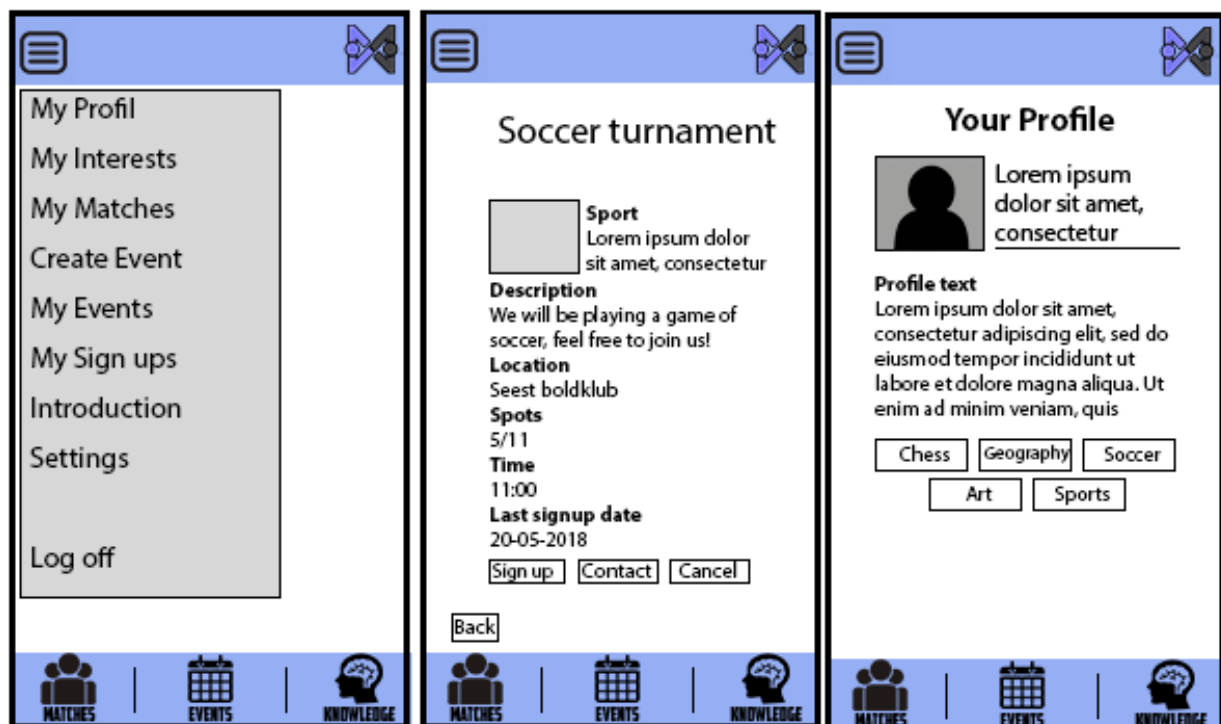 My Profil
My Interests
My Matches
Create Event
My Events
My Sign ups
Introduction
Settings
Log off
MATCHES
EVENTS
KNOWLEDGE
Soccer turnament
Sport
Lorem ipsum dolor
sit amet, consectetur
Description
We will be playing a game of
soccer, feel free to join us!
Location
Seest boldklub
Spots
5/11
Time
11:00
Last signup date
20-05-2018
Sign up Contact Cancel
Back
MATCHES
EVENTS
KNOWLEDGE
Your Profile
Lorem ipsum
dolor sit amet,
consectetur
Profile text
Lorem ipsum dolor sit amet,
consectetur adipiscing elit, sed do
eiusmod tempor incididunt ut
labore et dolore magna aliqua. Ut
enim ad minim veniam, quis
Chess Geography Soccer
Art Sports
MATCHES
EVENTS
KNOWLEDGE